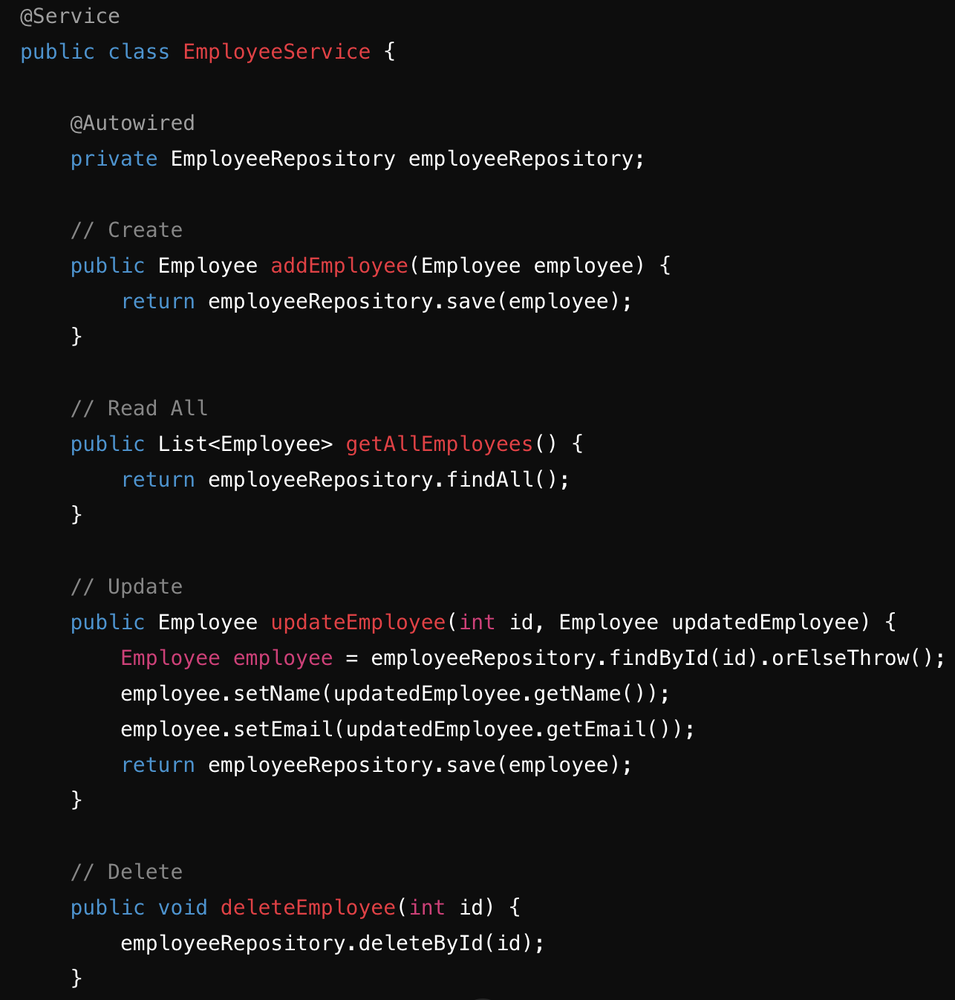 @Service
public class EmployeeService {
@Autowired
private EmployeeRepository employeeRepository;
// Create
public Employee addEmployee(Employee employee) {
return employeeRepository.save(employee);
}
// Read All
public List<Employee> getAllEmployees() {
return employeeRepository.findAll();
}
// Update
public Employee updateEmployee(int id, Employee updatedEmployee) {
Employee employee = employeeRepository.findById(id).orElseThrow();
employee.setName(updatedEmployee.getName());
employee.setEmail(updatedEmployee.getEmail());
return employeeRepository.save(employee);
}
// Delete
public void deleteEmployee(int id) {
employeeRepository.deleteById(id);
}